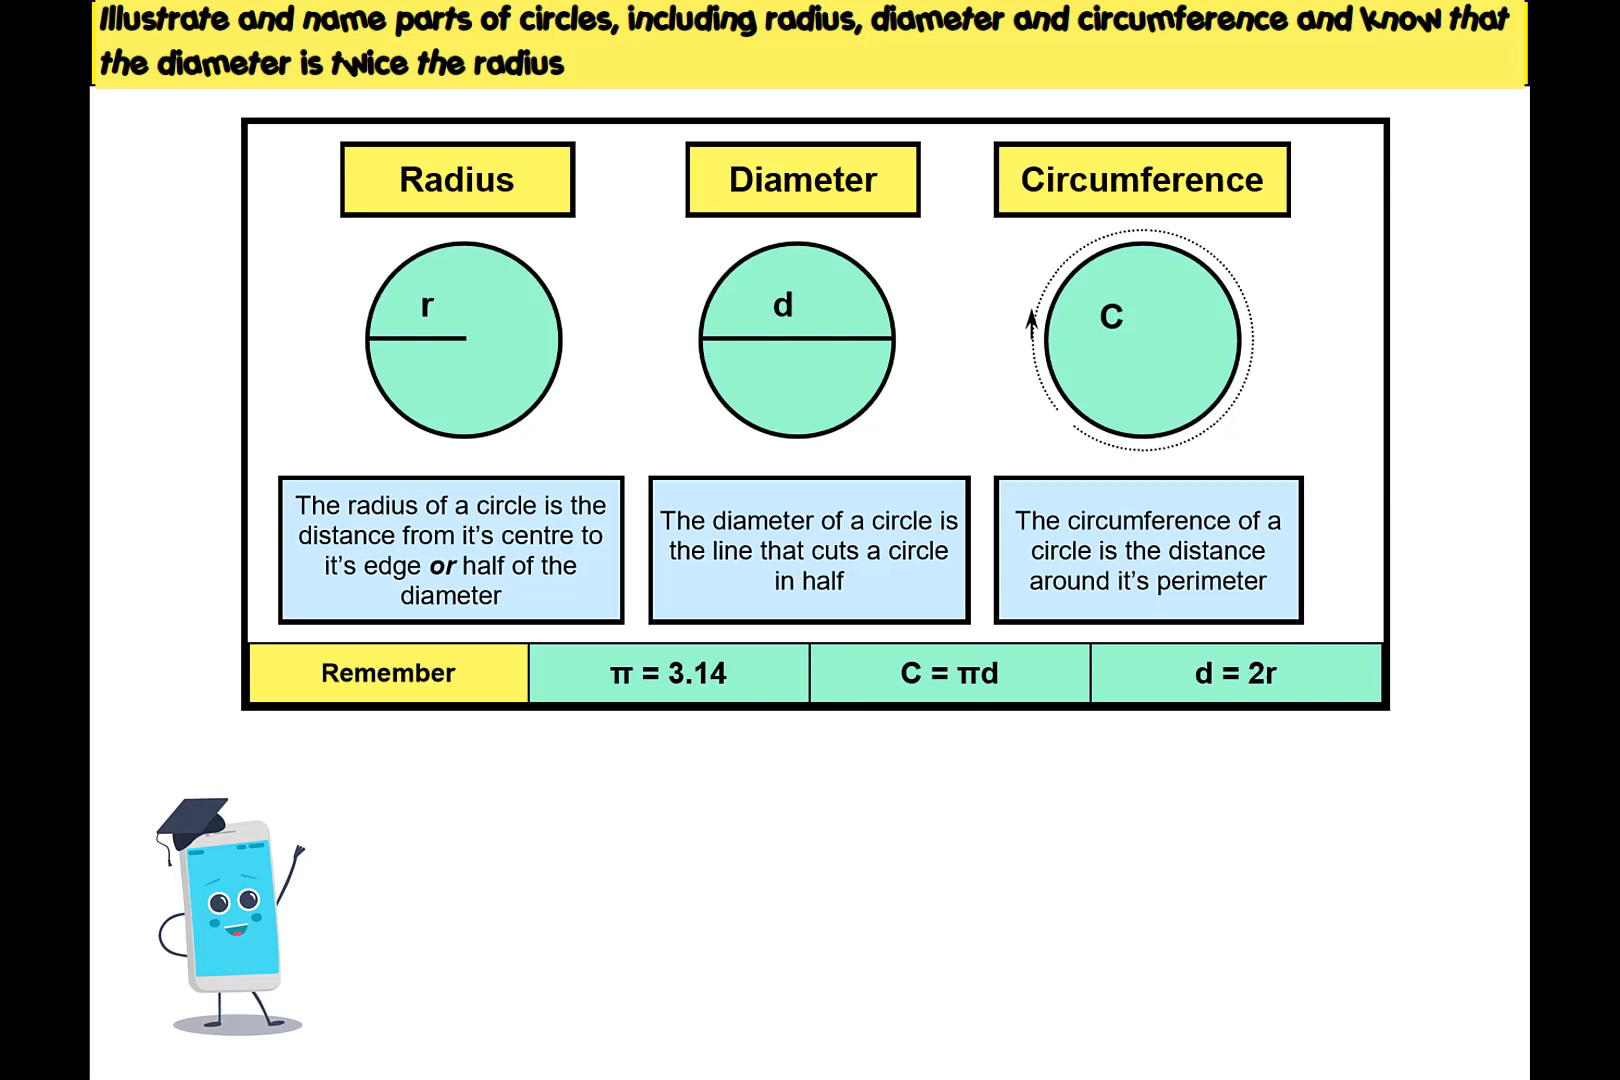 Illustrate and name parts of circles, including radius, diameter and circumference and know that
the diameter is twice the radius
Radius
Diameter
Circumference
r
d
C
The radius of a circle is the
distance from it’s centre to
it’s edge or half of the
diameter
The diameter of a circle is
the line that cuts a circle
in half
The circumference of a
circle is the distance
around it’s perimeter
Remember
π = 3.14
C = πd
d = 2r